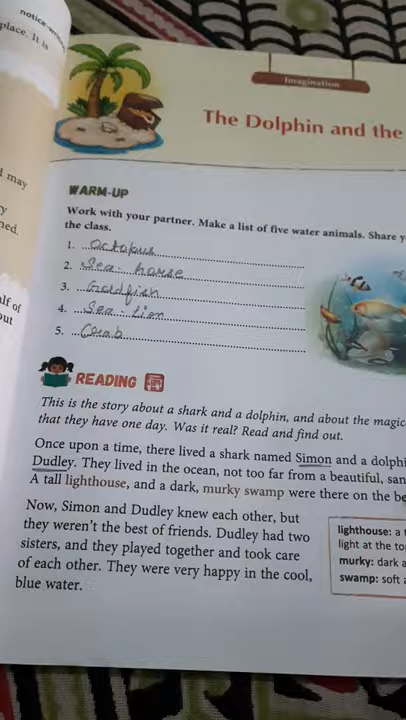 notice-writ
place. It is
d may
y
ned.
alf of
out
Imagination
The Dolphin and the
WARM-UP
Work with your partner. Make a list of five water animals. Share y
the class.
1. Octopus
2. Sea-horse
3. Goldfish
4. Sea-lion
5. Crab
READING
This is the story about a shark and a dolphin, and about the magic
that they have one day. Was it real? Read and find out.
Once upon a time, there lived a shark named Simon and a dolphi
Dudley. They lived in the ocean, not too far from a beautiful, san
A tall lighthouse, and a dark, murky swamp were there on the be
Now, Simon and Dudley knew each other, but
they weren't the best of friends. Dudley had two
sisters, and they played together and took care
of each other. They were very happy in the cool,
blue water.
lighthouse: a t
light at the to
murky: dark a
swamp: soft a